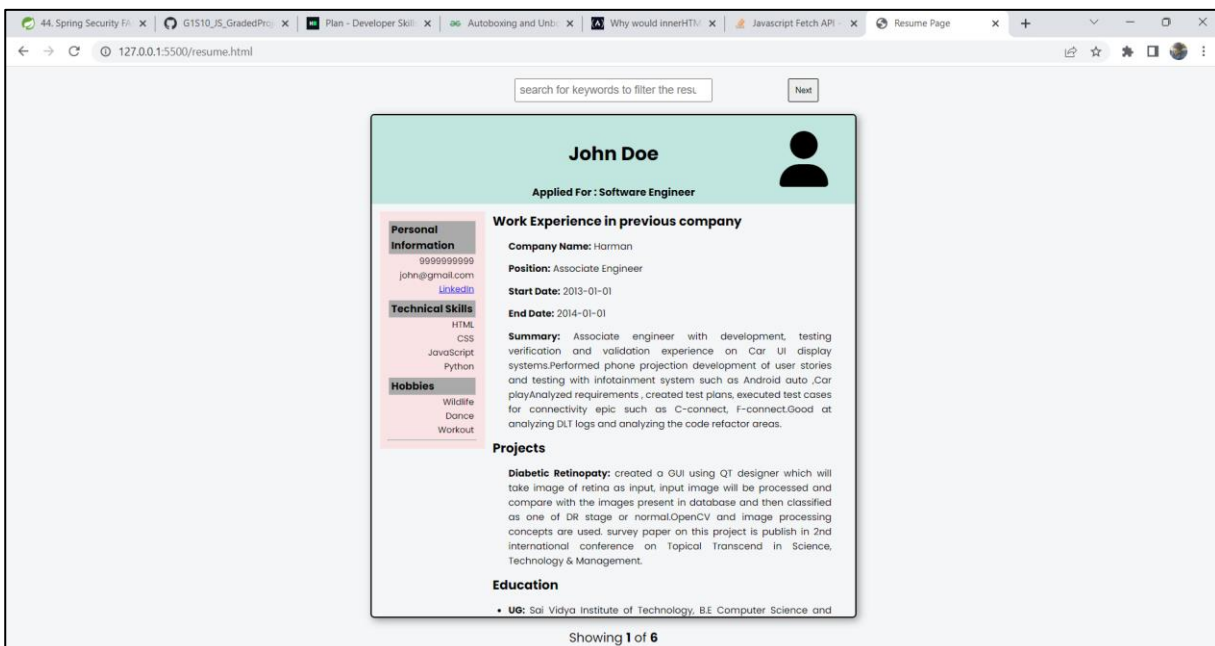 44. Spring Security FA
G1S10_JS_GradedProj
Plan - Developer Skill
Autoboxing and Unbo
Why would innerHTM
Javascript Fetch API -
Resume Page
127.0.0.1:5500/resume.html
search for keywords to filter the resu
Next
John Doe
Applied For : Software Engineer
Personal
Information
9999999999
john@gmail.com
LinkedIn
Technical Skills
HTML
CSS
JavaScript
Python
Hobbies
Wildlife
Dance
Workout
Work Experience in previous company
Company Name: Harman
Position: Associate Engineer
Start Date: 2013-01-01
End Date: 2014-01-01
Summary: Associate engineer with development, testing
verification and validation experience on Car UI display
systems.Performed phone projection development of user stories
and testing with infotainment system such as Android auto ,Car
playAnalyzed requirements , created test plans, executed test cases
for connectivity epic such as C-connect, F-connect.Good at
analyzing DLT logs and analyzing the code refactor areas.
Projects
Diabetic Retinopaty: created a GUI using QT designer which will
take image of retina as input, input image will be processed and
compare with the images present in database and then classified
as one of DR stage or normal.OpenCV and image processing
concepts are used. survey paper on this project is publish in 2nd
international conference on Topical Transcend in Science,
Technology & Management.
Education
• UG: Sai Vidya Institute of Technology, B.E Computer Science and
Showing 1 of 6